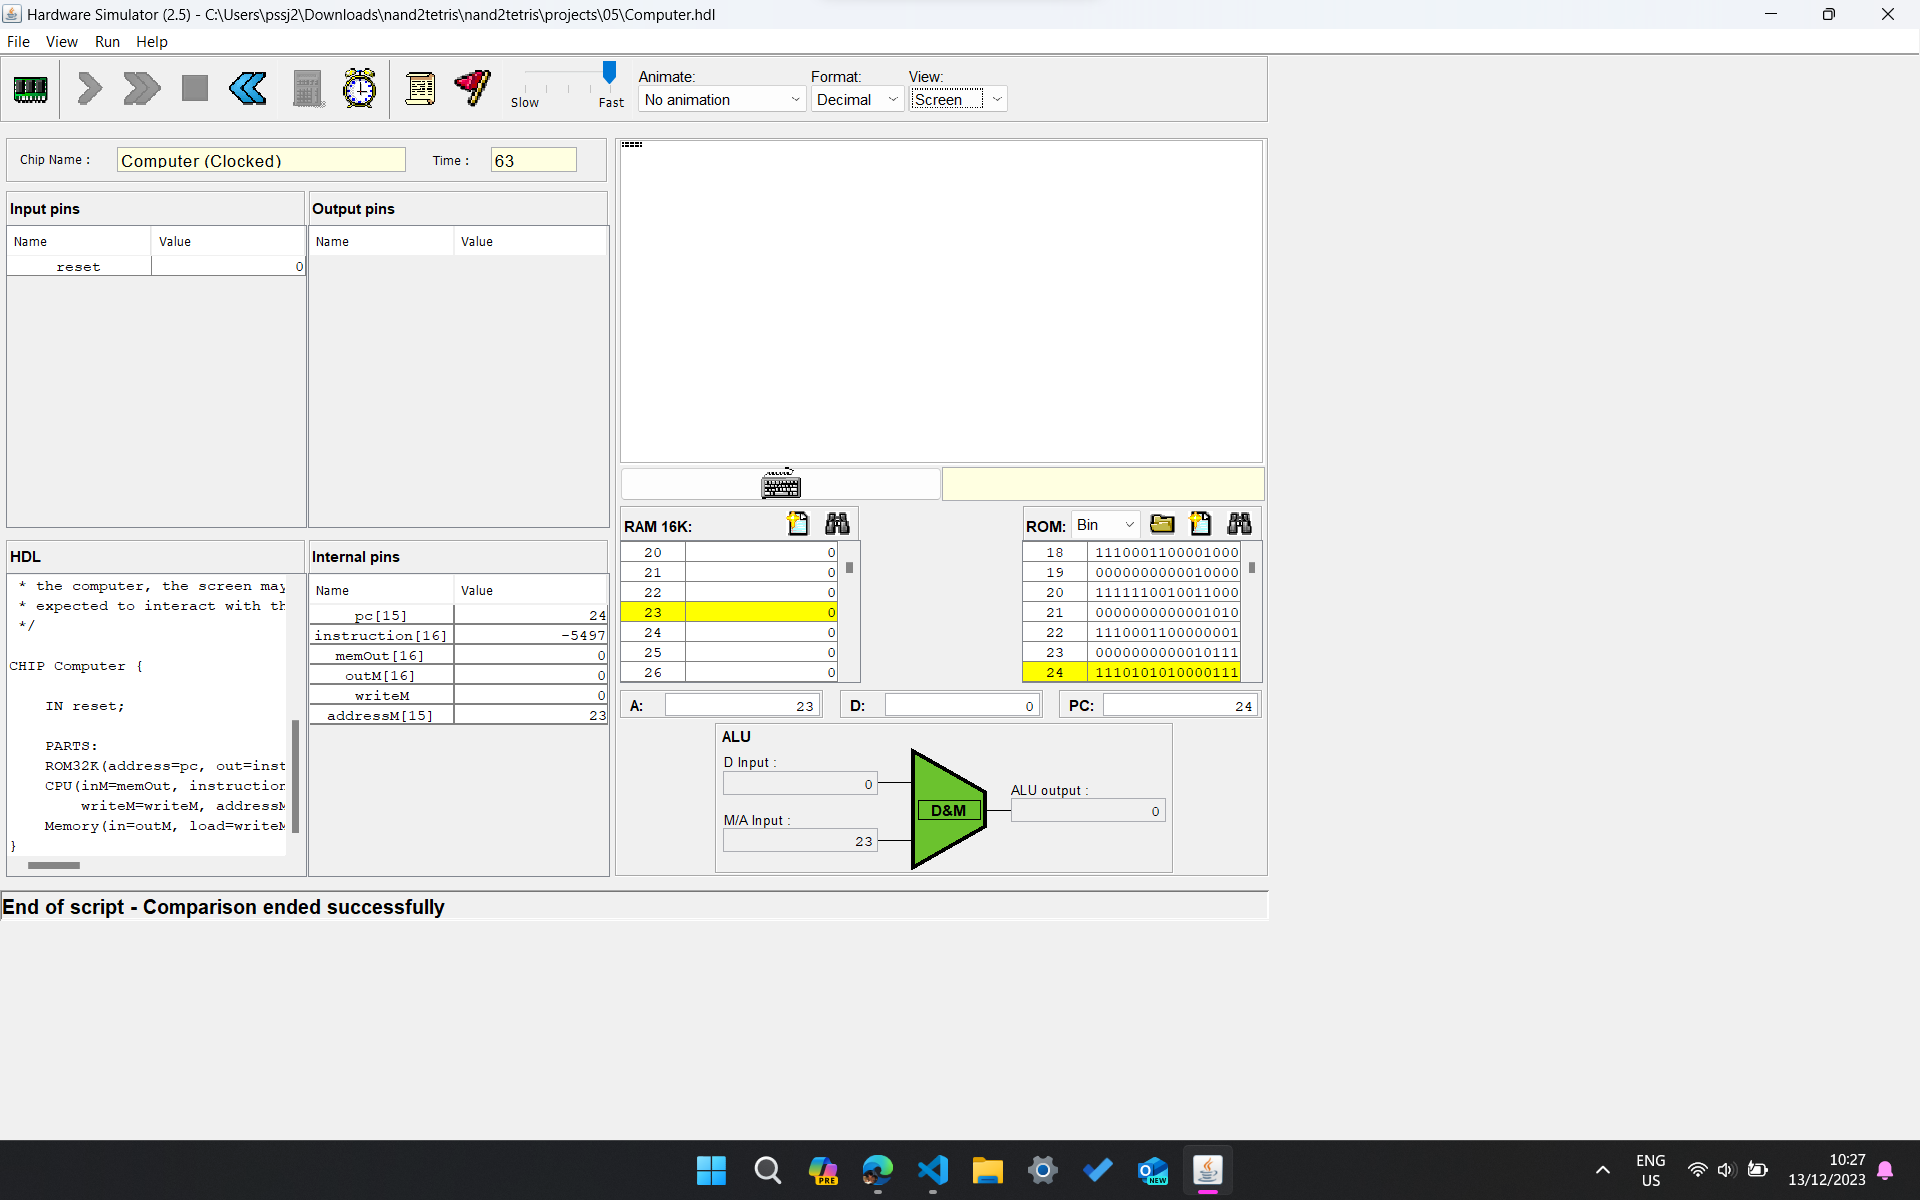 Hardware Simulator (2.5) - C:\Users\pssj2\Downloads\nand2tetris\nand2tetris\projects\05\Computer.hdl
File View Run Help
Slow Fast
Animate: Format: View:
No animation Decimal Screen
Chip Name : Computer (Clocked) Time : 63
Input pins
Name Value
reset 0
Output pins
Name Value
HDL
* the computer, the screen may
* expected to interact with th
*/
CHIP Computer {
IN reset;
PARTS:
ROM32K(address=pc, out=inst
CPU(inM=memOut, instruction
writeM=writeM, addressM
Memory(in=outM, load=writeM
}
Internal pins
Name Value
pc[15] 24
instruction[16] -5497
memOut[16] 0
outM[16] 0
writeM 0
addressM[15] 23
RAM 16K:
20 0
21 0
22 0
23 0
24 0
25 0
26 0
ROM: Bin
18 1110001100001000
19 0000000000010000
20 1111110010011000
21 0000000000001010
22 1110001100000001
23 0000000000010111
24 1110101010000111
A: 23 D: 0 PC: 24
ALU
D Input :
0
M/A Input :
23
D&M
ALU output :
0
End of script - Comparison ended successfully
PRE
NEW
ENG
US
10:27
13/12/2023